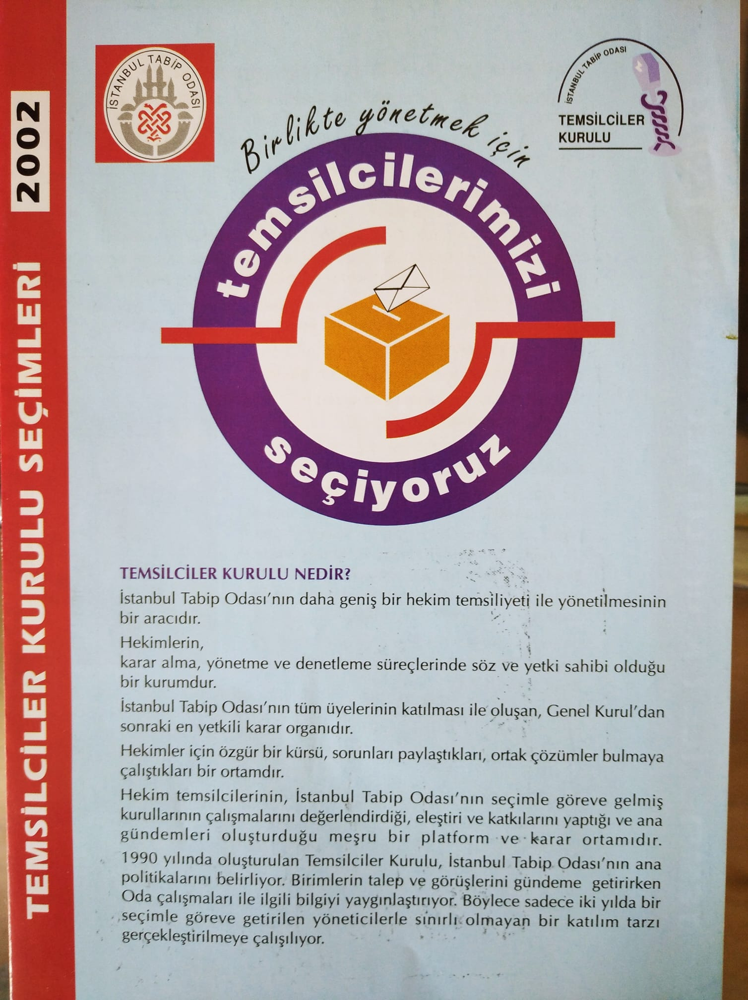 TEMSİLCİLER KURULU SEÇİMLERİ 2002
İSTANBUL TABİP ODASI
İSTANBUL TABİP ODASI
TEMSİLCİLER
KURULU
Birlikte yönetmek için
temsilcilerimizi
seçiyoruz
TEMSİLCİLER KURULU NEDİR?
İstanbul Tabip Odası'nın daha geniş bir hekim temsiliyeti ile yönetilmesinin
bir aracıdır.
Hekimlerin,
karar alma, yönetme ve denetleme süreçlerinde söz ve yetki sahibi olduğu
bir kurumdur.
İstanbul Tabip Odası'nın tüm üyelerinin katılması ile oluşan, Genel Kurul'dan
sonraki en yetkili karar organıdır.
Hekimler için özgür bir kürsü, sorunları paylaştıkları, ortak çözümler bulmaya
çalıştıkları bir ortamdır.
Hekim temsilcilerinin, İstanbul Tabip Odası'nın seçimle göreve gelmiş
kurullarının çalışmalarını değerlendirdiği, eleştiri ve katkılarını yaptığı ve ana
gündemleri oluşturduğu meşru bir platform ve karar ortamıdır.
1990 yılında oluşturulan Temsilciler Kurulu, İstanbul Tabip Odası'nın ana
politikalarını belirliyor. Birimlerin talep ve görüşlerini gündeme getirirken
Oda çalışmaları ile ilgili bilgiyi yaygınlaştırıyor. Böylece sadece iki yılda bir
seçimle göreve getirilen yöneticilerle sınırlı olmayan bir katılım tarzı
gerçekleştirilmeye çalışılıyor.